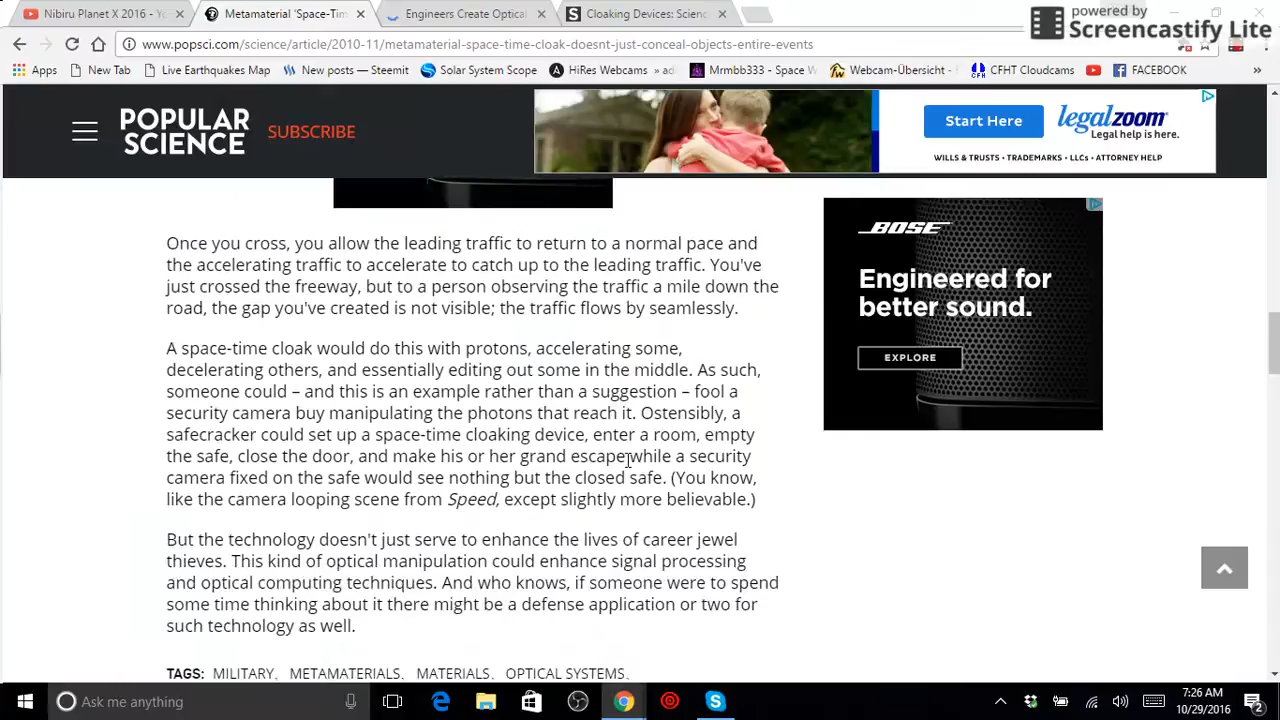 Nibiru Planet X 2016 - Yo
Metamaterial 'Space-Tim
Engineers Create Optical
Cloaking Devices: Scienc
powered by
Screencastify Lite
www.popsci.com/science/article/2010-11/metamaterial-space-time-cloak-doesnt-just-conceal-objects-entire-events
Apps
New Tab
Live Earthquakes Map
New posts — Steemit
Solar System Scope
HiRes Webcams » adc
Mrmbb333 - Space W
Webcam-Übersicht -
CFHT Cloudcams
FACEBOOK
»
POPULAR
SCIENCE
SUBSCRIBE
Start Here
legalzoom
Legal help is here.
WILLS & TRUSTS • TRADEMARKS • LLCs • ATTORNEY HELP
Once you cross, you allow the leading traffic to return to a normal pace and
the accelerating traffic to accelerate to catch up to the leading traffic. You've
just crossed the freeway, but to a person observing the traffic a mile down the
road, the gap you've created is not visible; the traffic flows by seamlessly.
A space-time cloak would do this with protons, accelerating some,
decelerating others, and essentially editing out some in the middle. As such,
someone could – and this is an example rather than a suggestion – fool a
security camera buy manipulating the photons that reach it. Ostensibly, a
safecracker could set up a space-time cloaking device, enter a room, empty
the safe, close the door, and make his or her grand escape while a security
camera fixed on the safe would see nothing but the closed safe. (You know,
like the camera looping scene from Speed, except slightly more believable.)
But the technology doesn't just serve to enhance the lives of career jewel
thieves. This kind of optical manipulation could enhance signal processing
and optical computing techniques. And who knows, if someone were to spend
some time thinking about it there might be a defense application or two for
such technology as well.
TAGS: MILITARY, METAMATERIALS, MATERIALS, OPTICAL SYSTEMS,
BOSE
Engineered for
better sound.
EXPLORE
Ask me anything
7:26 AM
10/29/2016
2